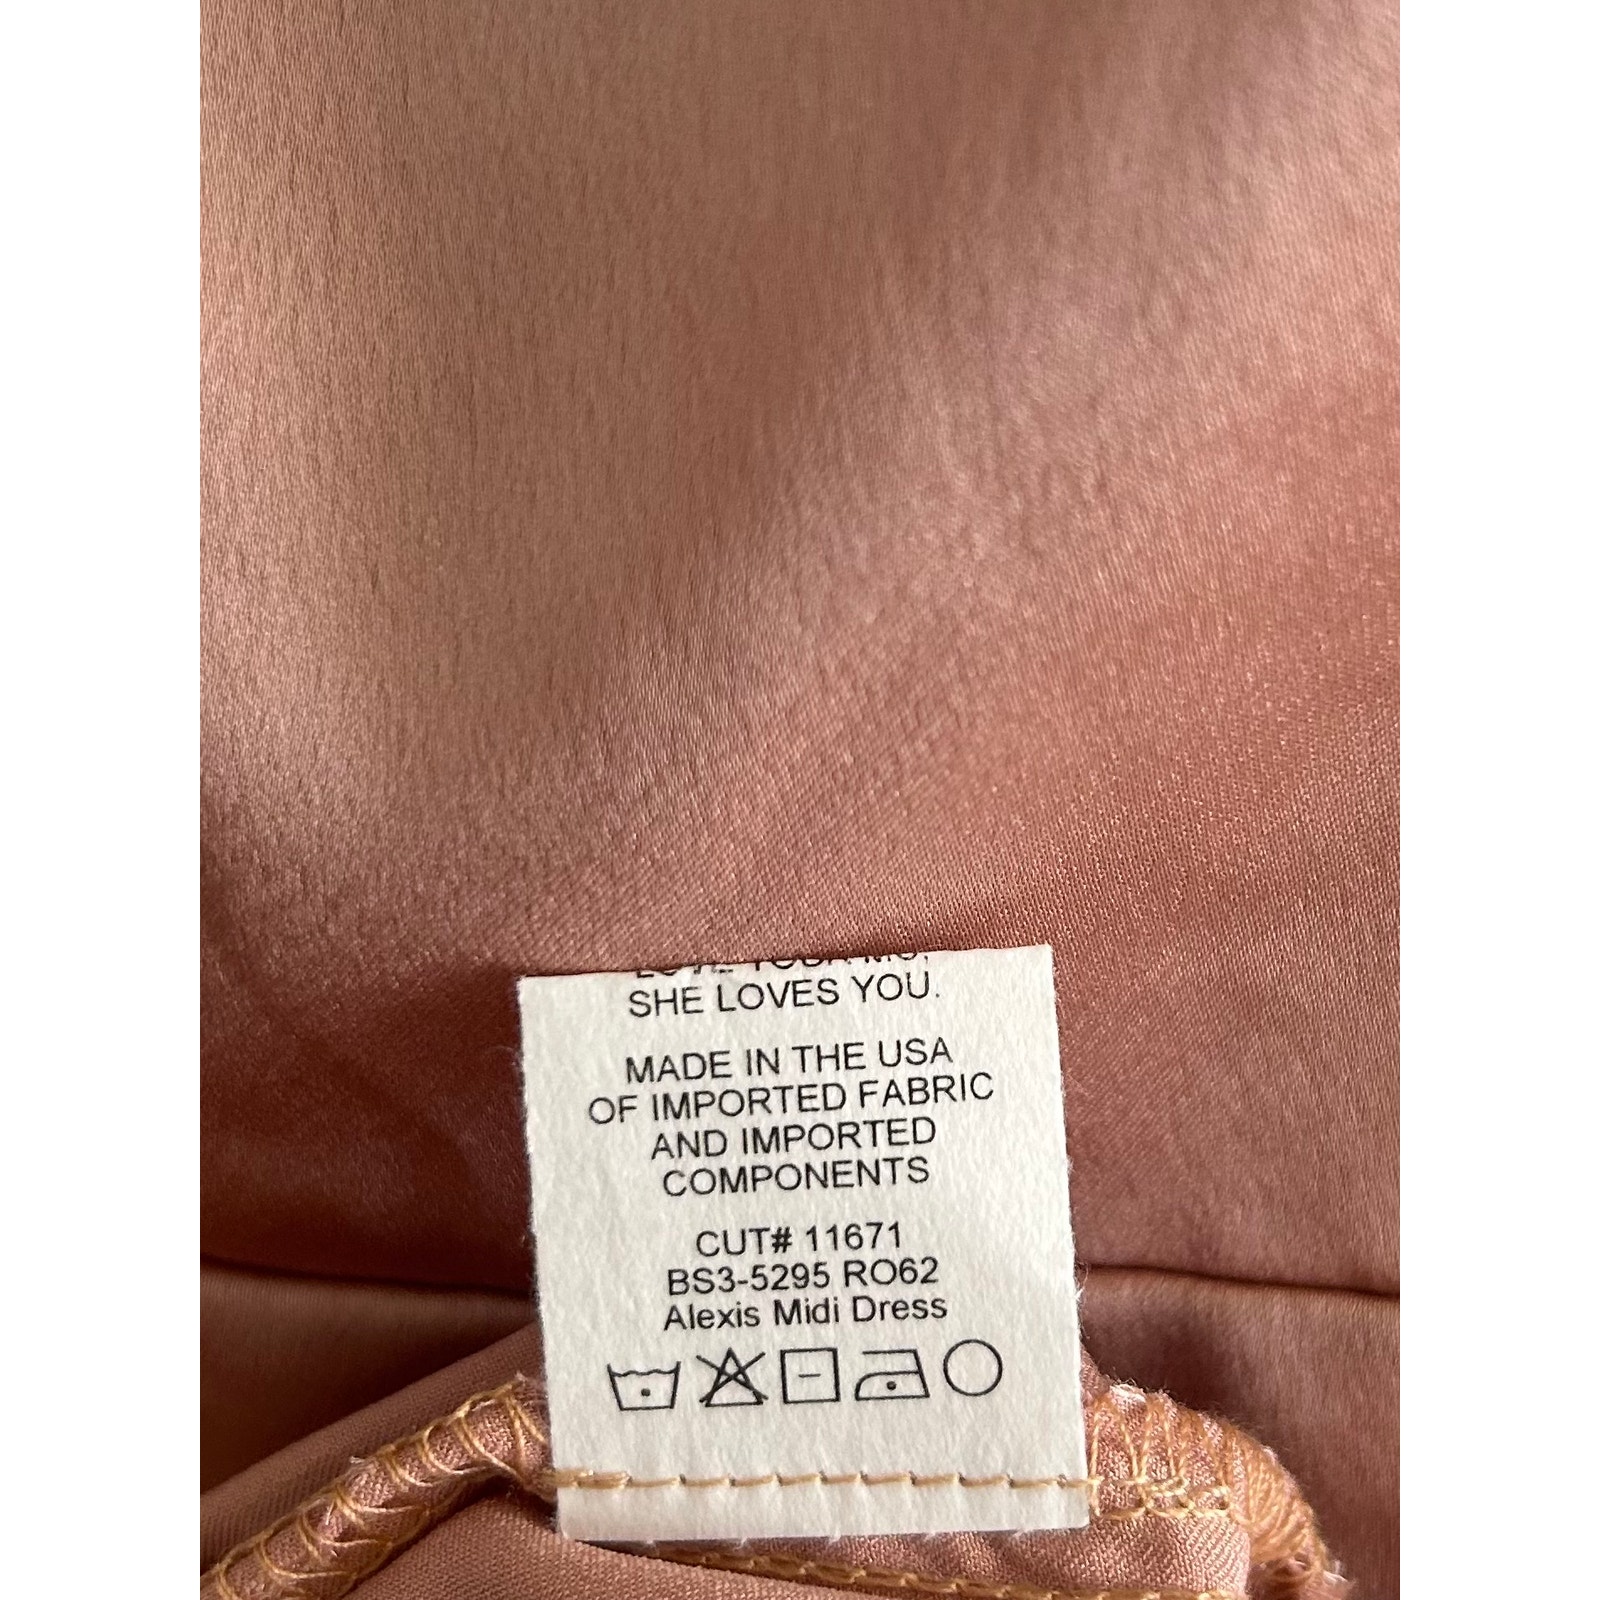 YOUR
SHE LOVES YOU.
MADE IN THE USA
OF IMPORTED FABRIC
AND IMPORTED
COMPONENTS
CUT# 11671
BS3-5295 RO62
Alexis Midi Dress